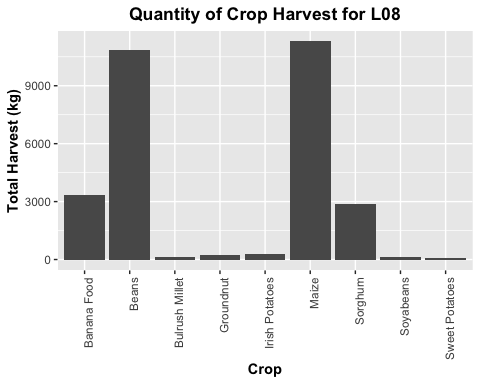 Quantity of Crop Harvest for L08
Total Harvest (kg)
9000
6000
3000
0
Banana Food
Beans
Bulrush Millet
Groundnut
Irish Potatoes
Maize
Sorghum
Soyabeans
Sweet Potatoes
Crop